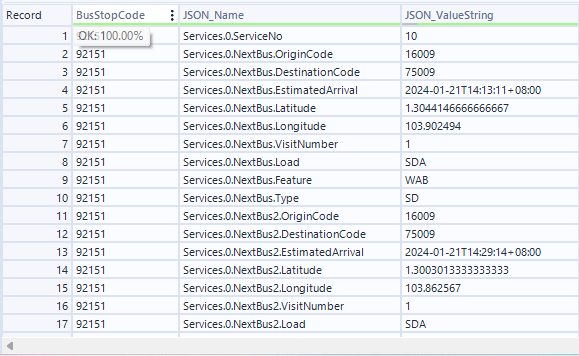 Record BusStopCode JSON_Name JSON_ValueString
1 OK: 100.00% Services.0.ServiceNo 10
2 92151 Services.0.NextBus.OriginCode 16009
3 92151 Services.0.NextBus.DestinationCode 75009
4 92151 Services.0.NextBus.EstimatedArrival 2024-01-21T14:13:11+08:00
5 92151 Services.0.NextBus.Latitude 1.3044146666666667
6 92151 Services.0.NextBus.Longitude 103.902494
7 92151 Services.0.NextBus.VisitNumber 1
8 92151 Services.0.NextBus.Load SDA
9 92151 Services.0.NextBus.Feature WAB
10 92151 Services.0.NextBus.Type SD
11 92151 Services.0.NextBus2.OriginCode 16009
12 92151 Services.0.NextBus2.DestinationCode 75009
13 92151 Services.0.NextBus2.EstimatedArrival 2024-01-21T14:29:14+08:00
14 92151 Services.0.NextBus2.Latitude 1.3003013333333333
15 92151 Services.0.NextBus2.Longitude 103.862567
16 92151 Services.0.NextBus2.VisitNumber 1
17 92151 Services.0.NextBus2.Load SDA